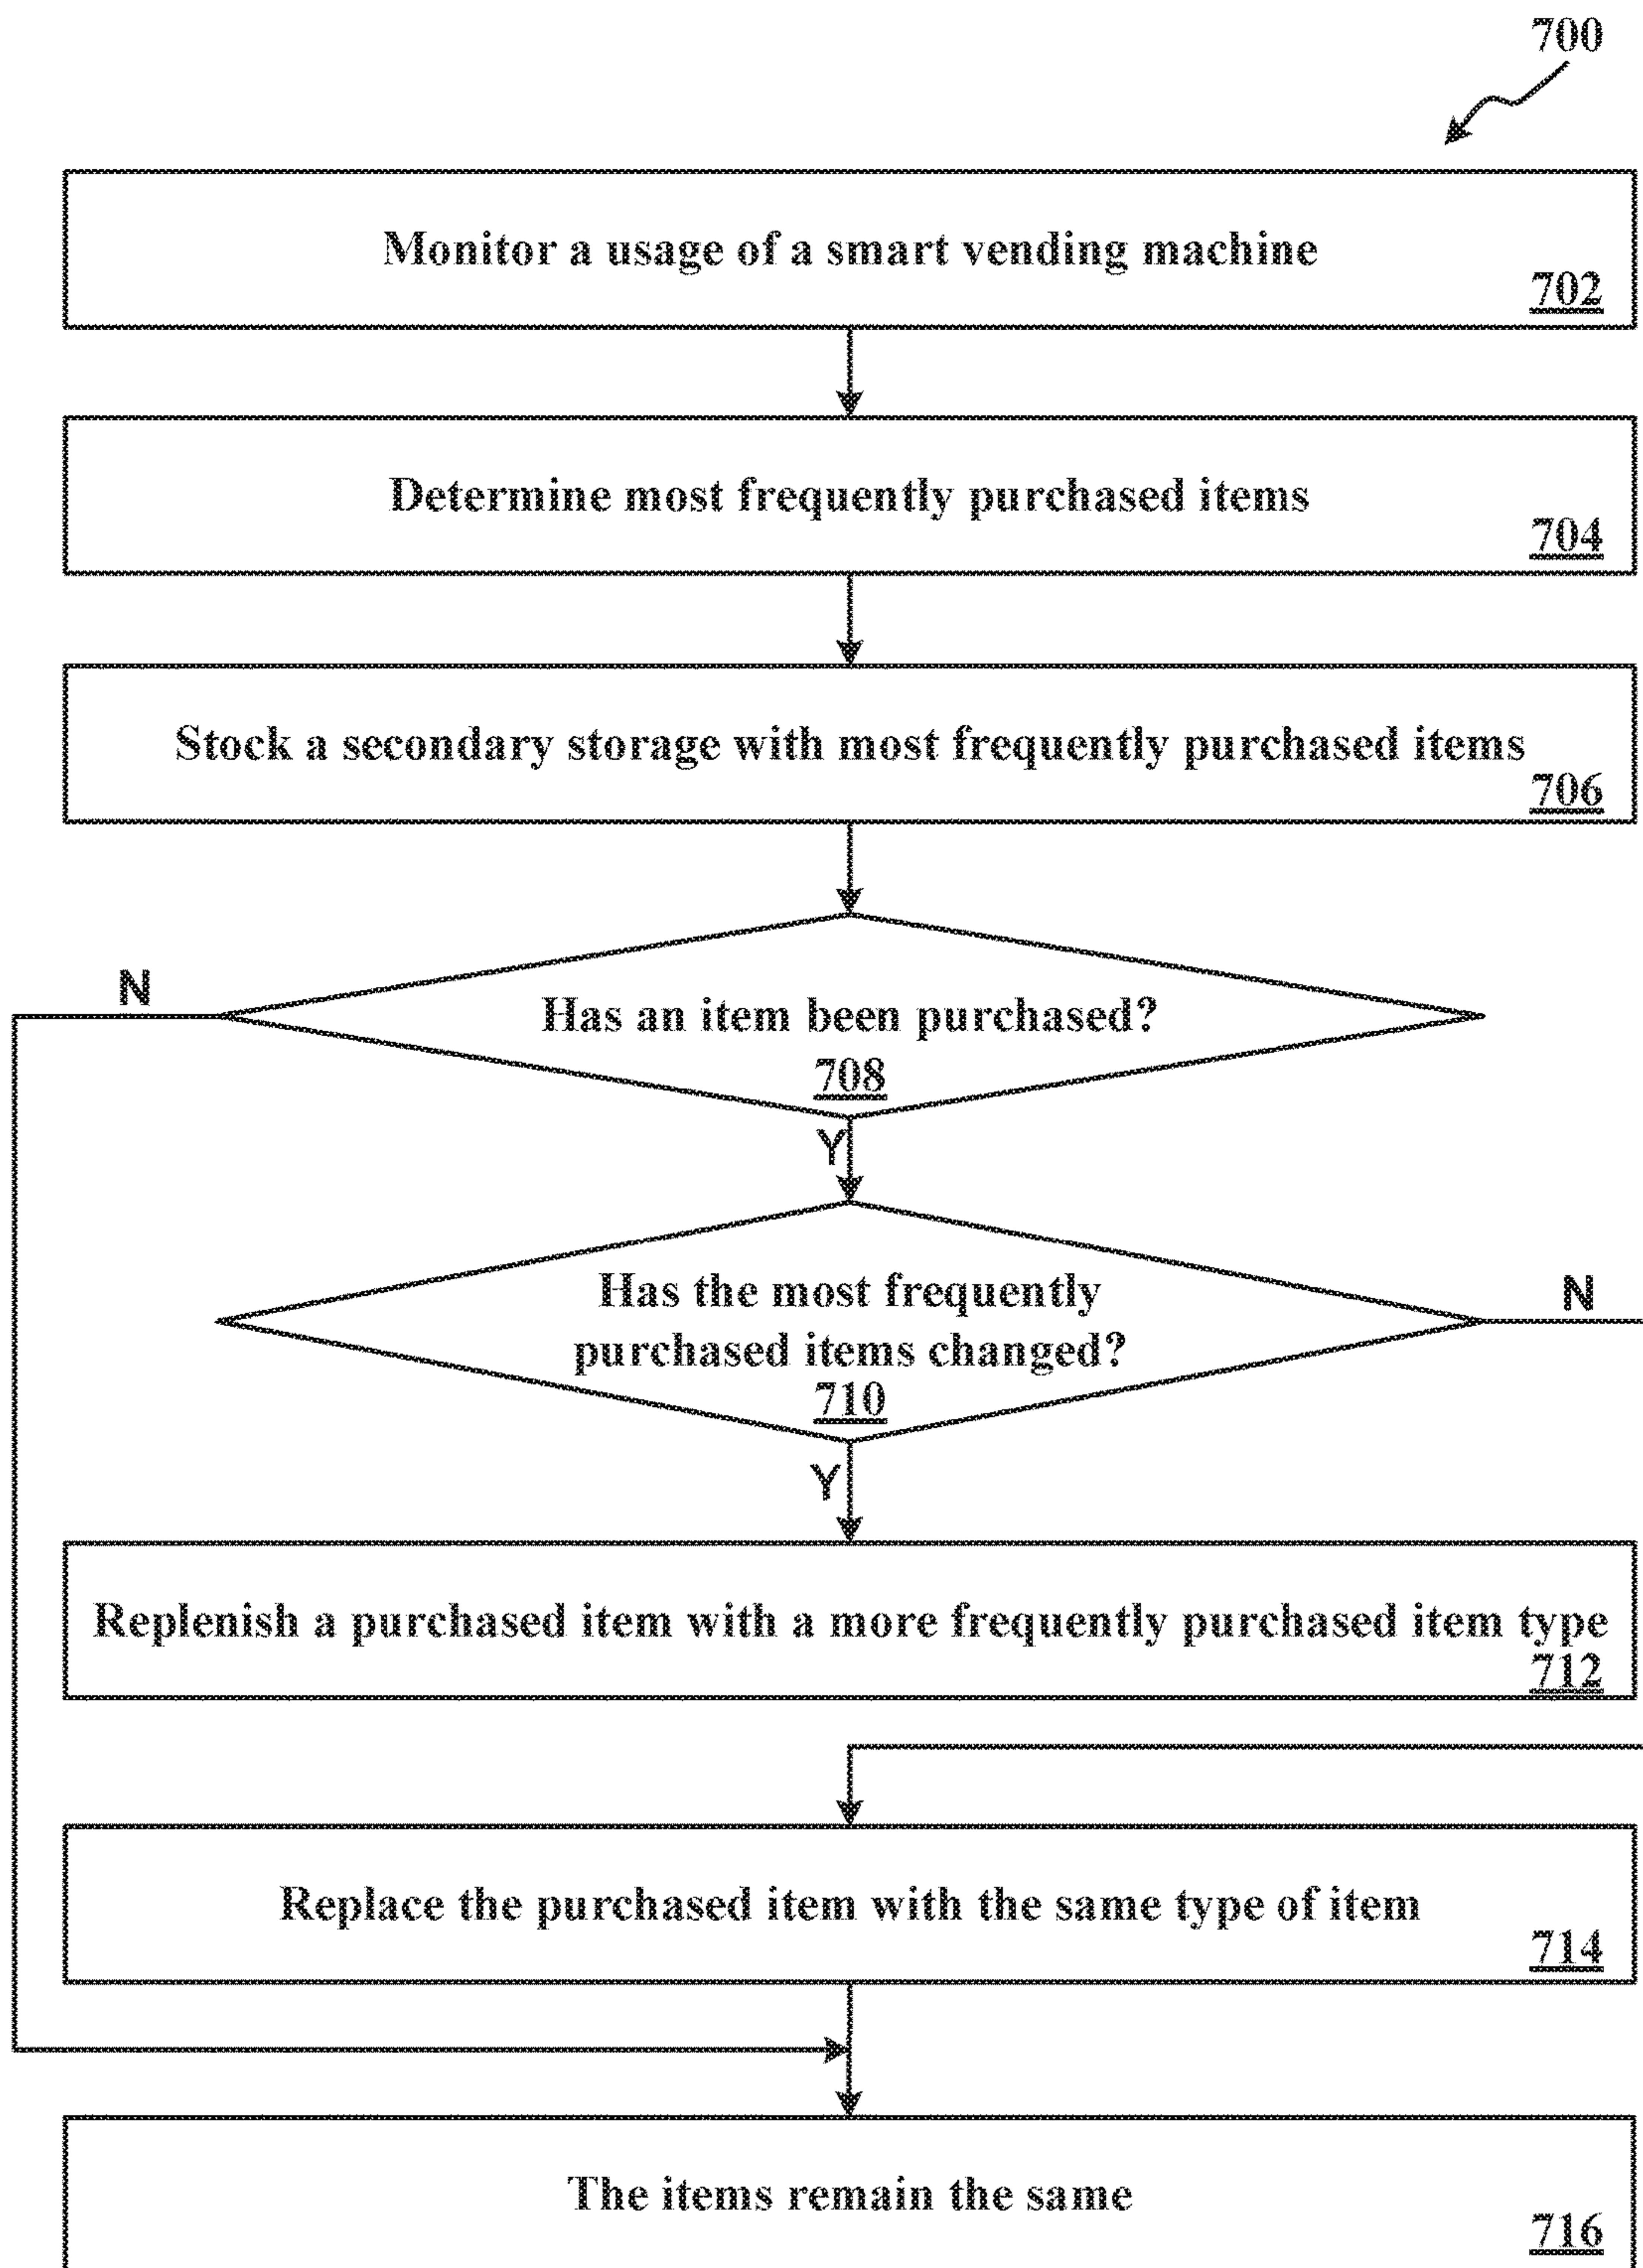 700
Monitor a usage of a smart vending machine
702
Determine most frequently purchased items
704
Stock a secondary storage with most frequently purchased items
706
N
Has an item been purchased?
708
Y
Has the most frequently
N
purchased items changed?
710
Y
Replenish a purchased item with a more frequently purchased item type
712
Replace the purchased item with the same type of item
714
The items remain the same
716